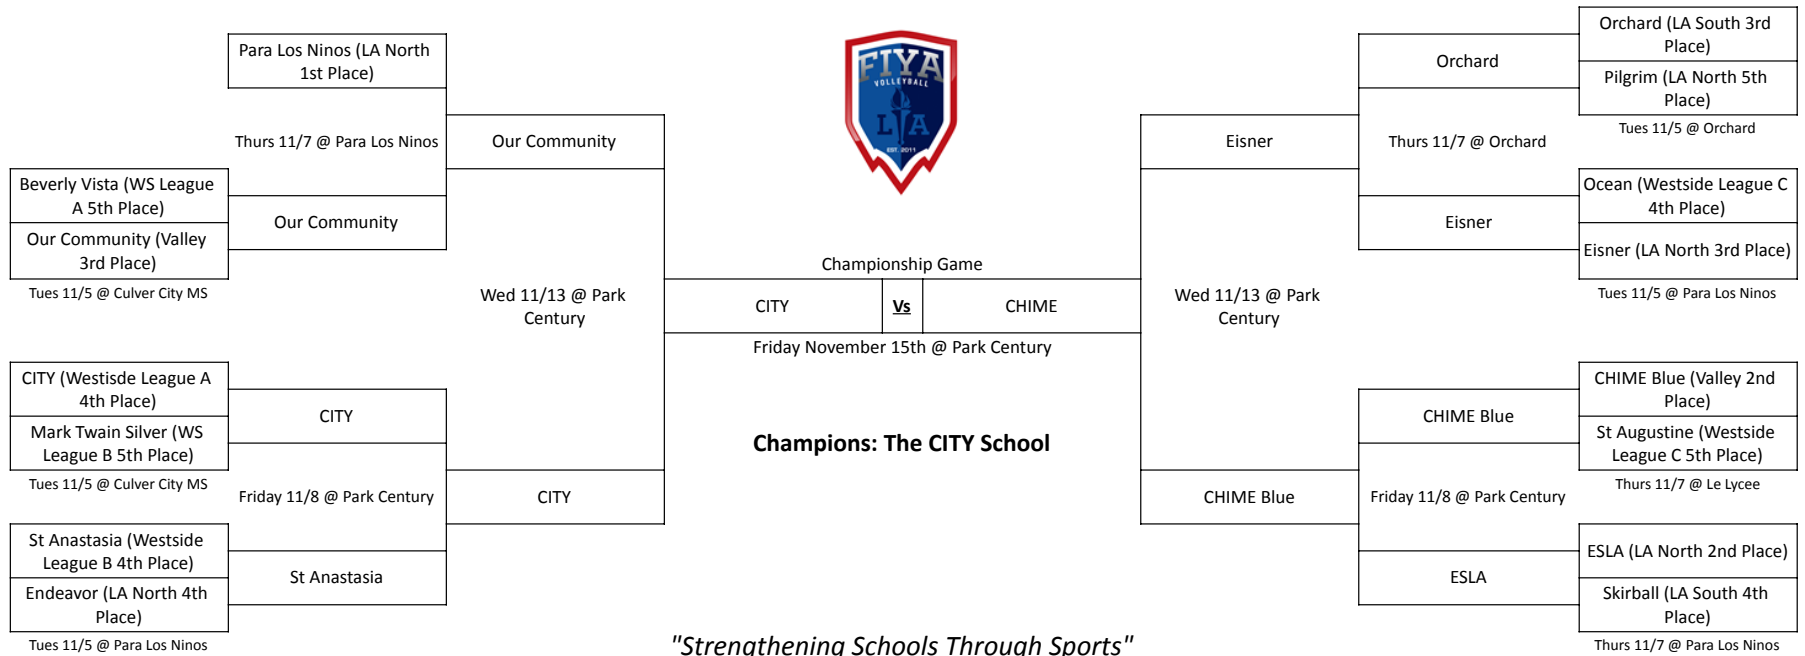 Para Los Ninos (LA North
1st Place)
Thurs 11/7 @ Para Los Ninos
Beverly Vista (WS League
A 5th Place)
Our Community (Valley
3rd Place)
Tues 11/5 @ Culver City MS
Our Community
Our Community
Wed 11/13 @ Park
Century
CITY (Westisde League A
4th Place)
Mark Twain Silver (WS
League B 5th Place)
Tues 11/5 @ Culver City MS
CITY
Friday 11/8 @ Park Century
CITY
St Anastasia (Westside
League B 4th Place)
Endeavor (LA North 4th
Place)
Tues 11/5 @ Para Los Ninos
St Anastasia
FIYA
VOLLEYBALL
LA
EST. 2011
Championship Game
CITY
Vs
CHIME
Friday November 15th @ Park Century
Champions: The CITY School
"Strengthening Schools Through Sports"
Orchard (LA South 3rd
Place)
Pilgrim (LA North 5th
Place)
Tues 11/5 @ Orchard
Orchard
Thurs 11/7 @ Orchard
Eisner
Eisner
Ocean (Westside League C
4th Place)
Eisner (LA North 3rd Place)
Tues 11/5 @ Para Los Ninos
Wed 11/13 @ Park
Century
CHIME Blue (Valley 2nd
Place)
St Augustine (Westside
League C 5th Place)
Thurs 11/7 @ Le Lycee
CHIME Blue
Friday 11/8 @ Park Century
CHIME Blue
ESLA (LA North 2nd Place)
Skirball (LA South 4th
Place)
Thurs 11/7 @ Para Los Ninos
ESLA